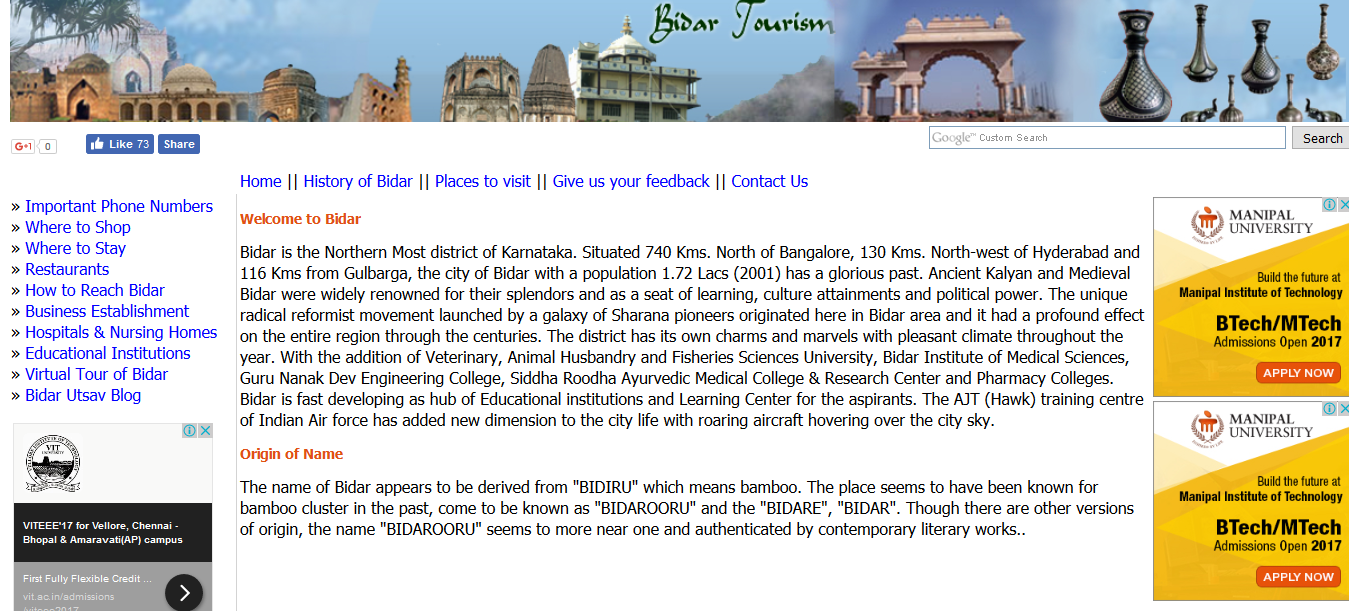 Bidar Tourism
G+1 0
Like 73 Share
Google™ Custom Search
Search
Home || History of Bidar || Places to visit || Give us your feedback || Contact Us
» Important Phone Numbers
» Where to Shop
» Where to Stay
» Restaurants
» How to Reach Bidar
» Business Establishment
» Hospitals & Nursing Homes
» Educational Institutions
» Virtual Tour of Bidar
» Bidar Utsav Blog
VIT
UNIVERSITY
VITEEE'17 for Vellore, Chennai -
Bhopal & Amaravati(AP) campus
First Fully Flexible Credit ...
vit.ac.in/admissions
/viteee2017
Welcome to Bidar
Bidar is the Northern Most district of Karnataka. Situated 740 Kms. North of Bangalore, 130 Kms. North-west of Hyderabad and
116 Kms from Gulbarga, the city of Bidar with a population 1.72 Lacs (2001) has a glorious past. Ancient Kalyan and Medieval
Bidar were widely renowned for their splendors and as a seat of learning, culture attainments and political power. The unique
radical reformist movement launched by a galaxy of Sharana pioneers originated here in Bidar area and it had a profound effect
on the entire region through the centuries. The district has its own charms and marvels with pleasant climate throughout the
year. With the addition of Veterinary, Animal Husbandry and Fisheries Sciences University, Bidar Institute of Medical Sciences,
Guru Nanak Dev Engineering College, Siddha Roodha Ayurvedic Medical College & Research Center and Pharmacy Colleges.
Bidar is fast developing as hub of Educational institutions and Learning Center for the aspirants. The AJT (Hawk) training centre
of Indian Air force has added new dimension to the city life with roaring aircraft hovering over the city sky.
Origin of Name
The name of Bidar appears to be derived from "BIDIRU" which means bamboo. The place seems to have been known for
bamboo cluster in the past, come to be known as "BIDAROORU" and the "BIDARE", "BIDAR". Though there are other versions
of origin, the name "BIDAROORU" seems to more near one and authenticated by contemporary literary works..
MANIPAL
UNIVERSITY
Build the future at
Manipal Institute of Technology
BTech/MTech
Admissions Open 2017
APPLY NOW
MANIPAL
UNIVERSITY
Build the future at
Manipal Institute of Technology
BTech/MTech
Admissions Open 2017
APPLY NOW